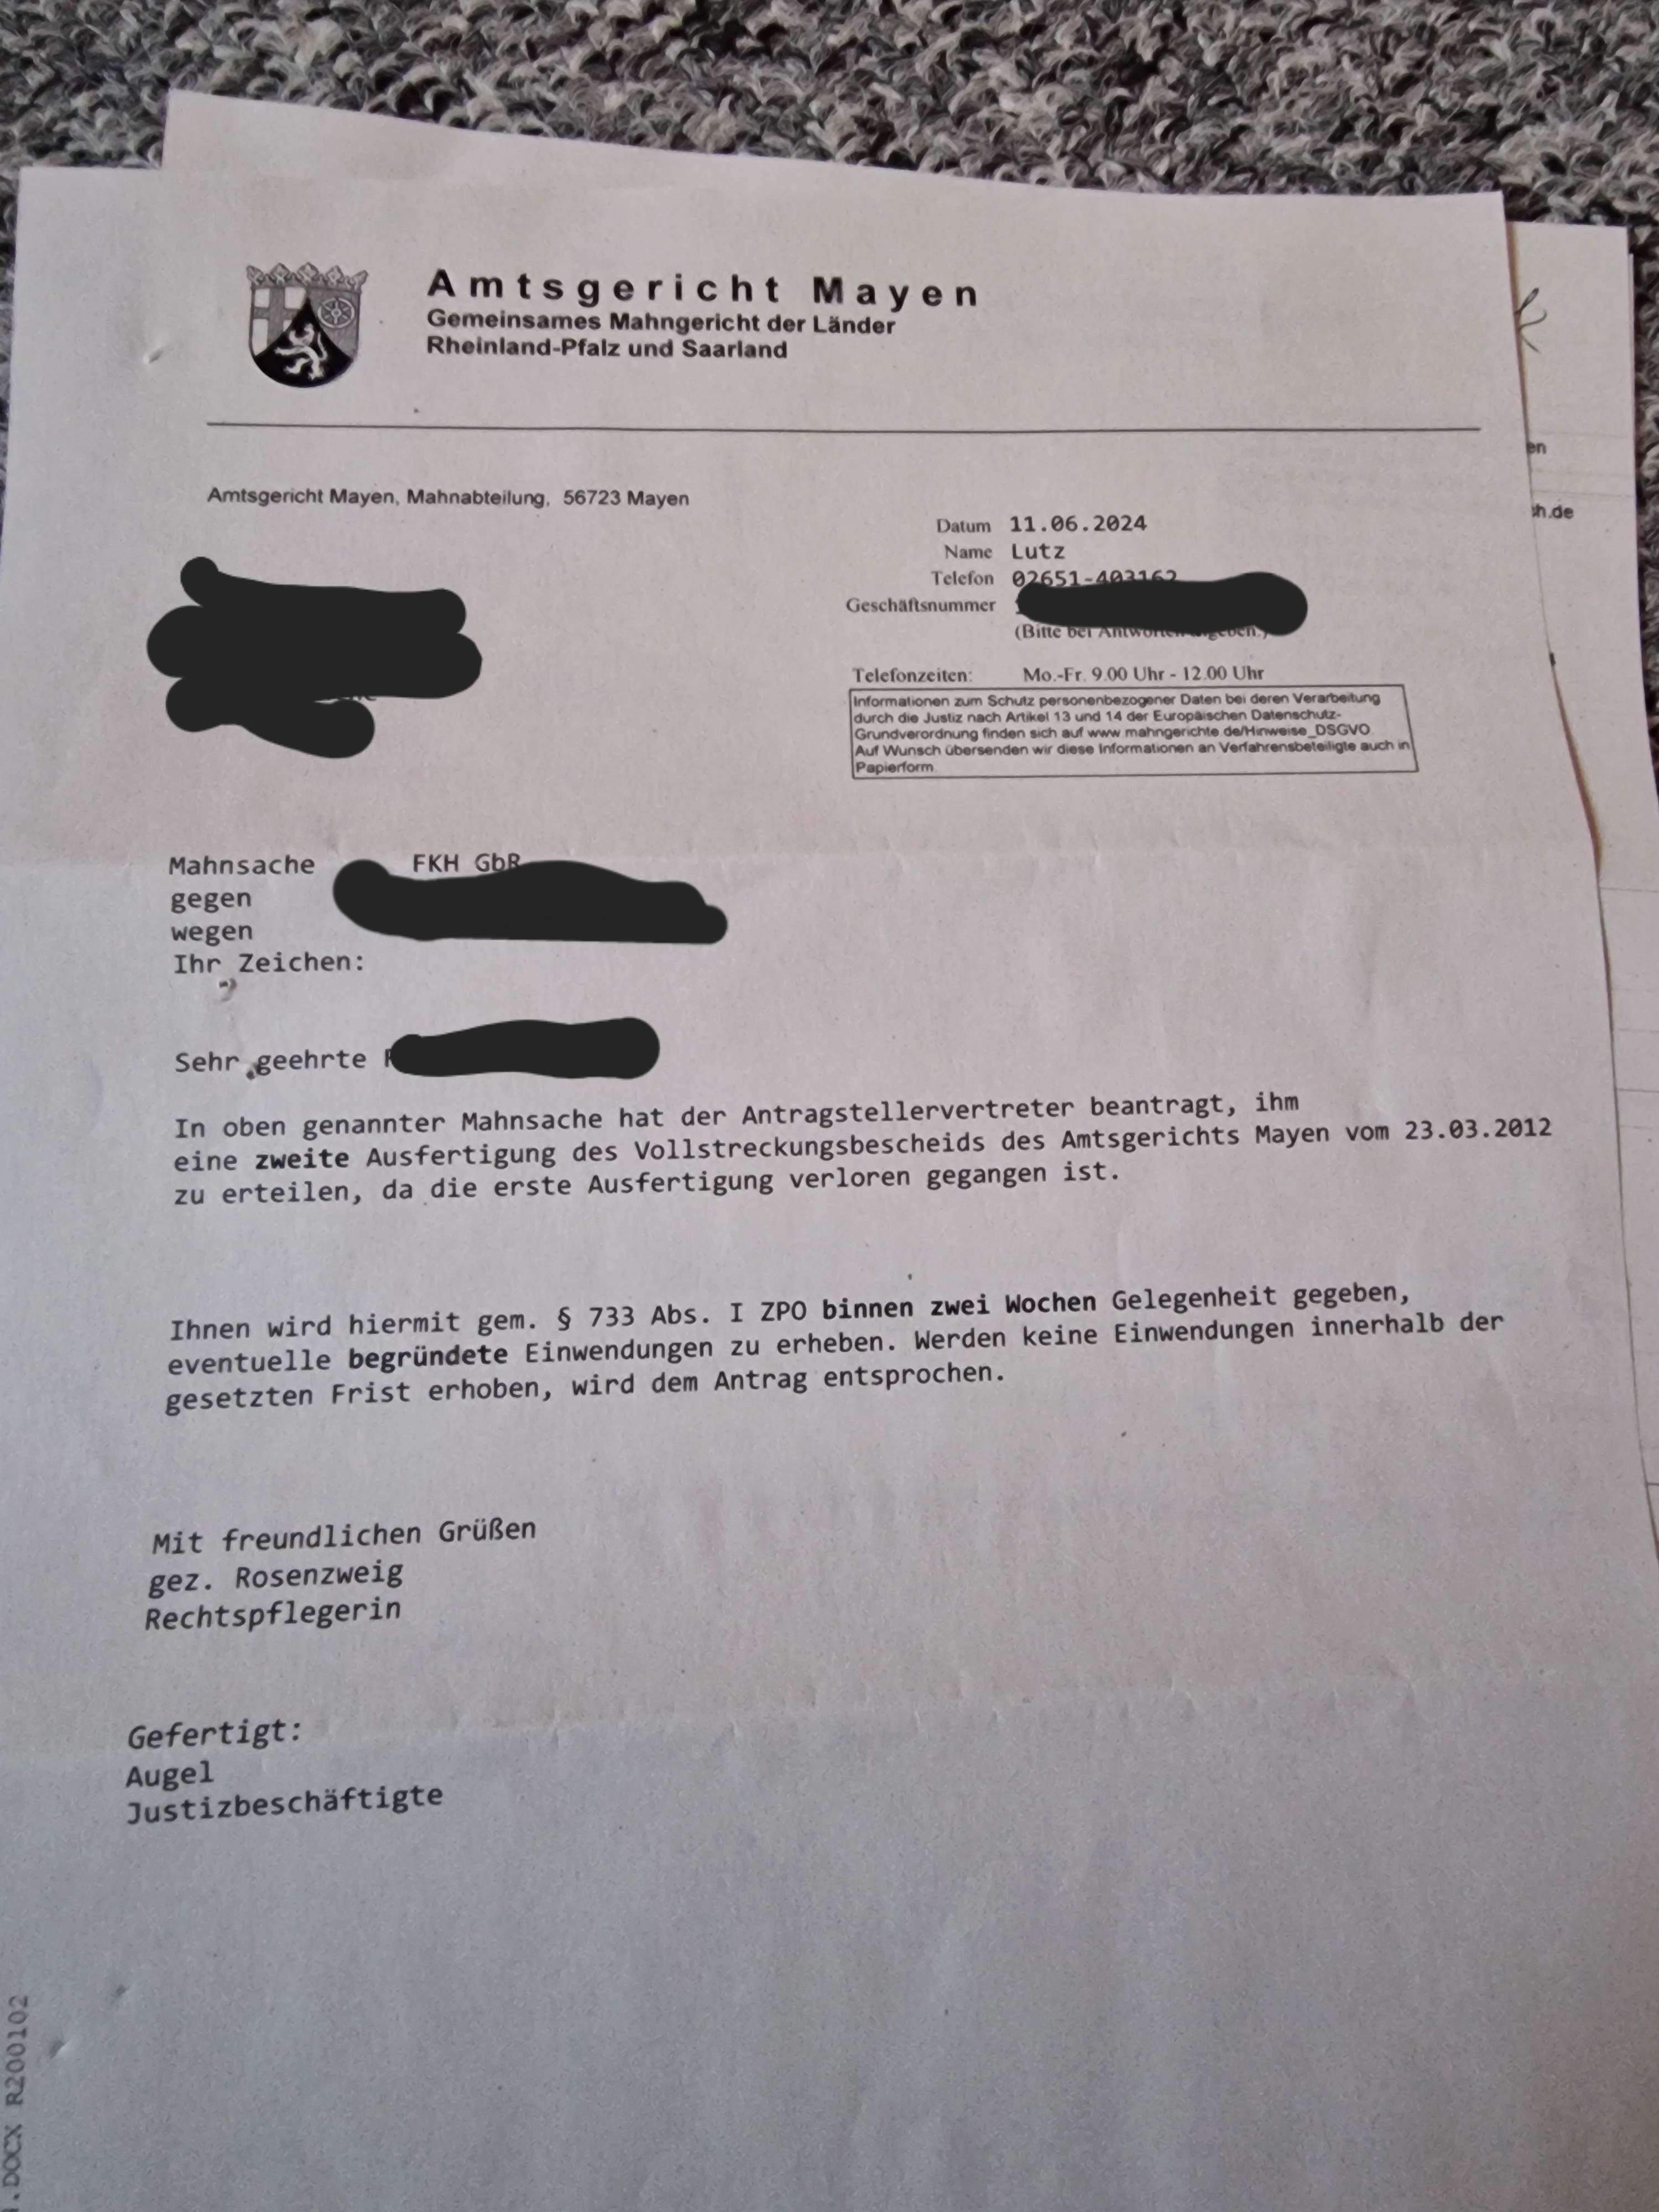 Amtsgericht Mayen
Gemeinsames Mahngericht der Länder
Rheinland-Pfalz und Saarland
Amtsgericht Mayen, Mahnabteilung, 56723 Mayen
Datum 11.06.2024
Name Lutz
Telefon 02651-403162
Geschäftsnummer
(Bitte bei Antworten angeben.)
Telefonzeiten: Mo.-Fr. 9.00 Uhr - 12.00 Uhr
Informationen zum Schutz personenbezogener Daten bei deren Verarbeitung
durch die Justiz nach Artikel 13 und 14 der Europäischen Datenschutz-
Grundverordnung finden sich auf www.mahngerichte.de/Hinweise_DSGVO.
Auf Wunsch übersenden wir diese Informationen an Verfahrensbeteiligte auch in
Papierform.
Mahnsache FKH GbR
gegen
wegen
Ihr Zeichen:
Sehr geehrte
In oben genannter Mahnsache hat der Antragstellervertreter beantragt, ihm
eine zweite Ausfertigung des Vollstreckungsbescheids des Amtsgerichts Mayen vom 23.03.2012
zu erteilen, da die erste Ausfertigung verloren gegangen ist.
Ihnen wird hiermit gem. § 733 Abs. I ZPO binnen zwei Wochen Gelegenheit gegeben,
eventuelle begründete Einwendungen zu erheben. Werden keine Einwendungen innerhalb der
gesetzten Frist erhoben, wird dem Antrag entsprochen.
Mit freundlichen Grüßen
gez. Rosenzweig
Rechtspflegerin
Gefertigt:
Augel
Justizbeschäftigte
.DOCX R200102
en
ch.de